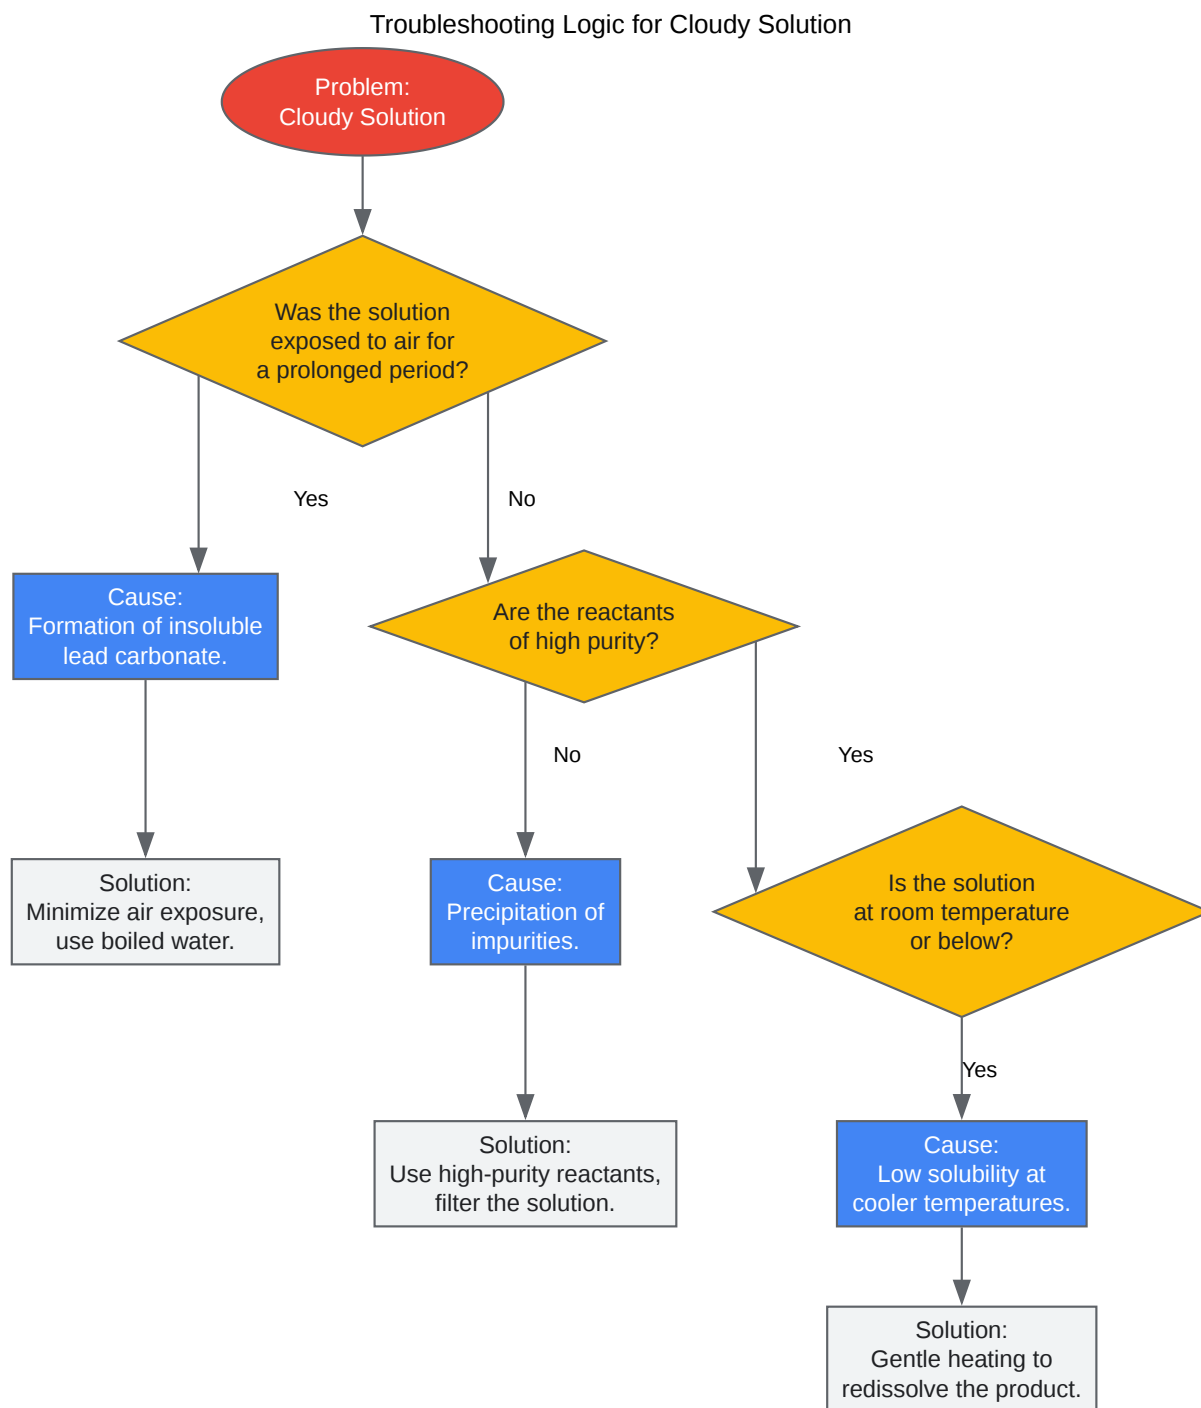 Troubleshooting Logic for Cloudy Solution
Problem:
Cloudy Solution
Was the solution
exposed to air for
a prolonged period?
Yes
No
Cause:
Formation of insoluble
lead carbonate.
Are the reactants
of high purity?
No
Yes
Solution:
Minimize air exposure,
use boiled water.
Cause:
Precipitation of
impurities.
Is the solution
at room temperature
or below?
Yes
Solution:
Use high-purity reactants,
filter the solution.
Cause:
Low solubility at
cooler temperatures.
Solution:
Gentle heating to
redissolve the product.